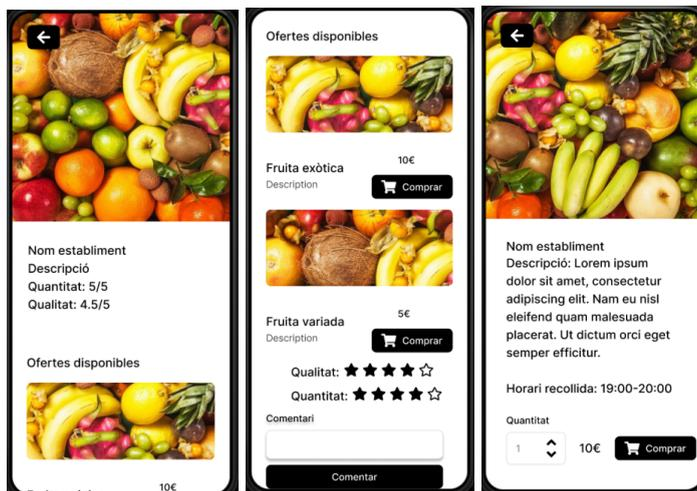 Nom establiment
Descripció
Quantitat: 5/5
Qualitat: 4.5/5
Ofertes disponibles
10€
Ofertes disponibles
10€
Fruita exòtica
Description
Comprar
5€
Fruita variada
Description
Comprar
Qualitat:
Quantitat:
Comentari
Comentar
Nom establiment
Descripció: Lorem ipsum
dolor sit amet, consectetur
adipiscing elit. Nam eu nisl
eleifend quam malesuada
placerat. Ut dictum orci eget
semper efficitur.
Horari recollida: 19:00-20:00
Quantitat
1
10€
Comprar